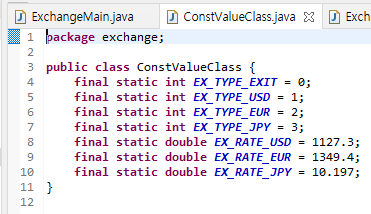 ExchangeMain.java
ConstValueClass.java
Exch
1 package exchange;
2
3 public class ConstValueClass {
4 final static int EX_TYPE_EXIT = 0;
5 final static int EX_TYPE_USD = 1;
6 final static int EX_TYPE_EUR = 2;
7 final static int EX_TYPE_JPY = 3;
8 final static double EX_RATE_USD = 1127.3;
9 final static double EX_RATE_EUR = 1349.4;
10 final static double EX_RATE_JPY = 10.197;
11 }
12